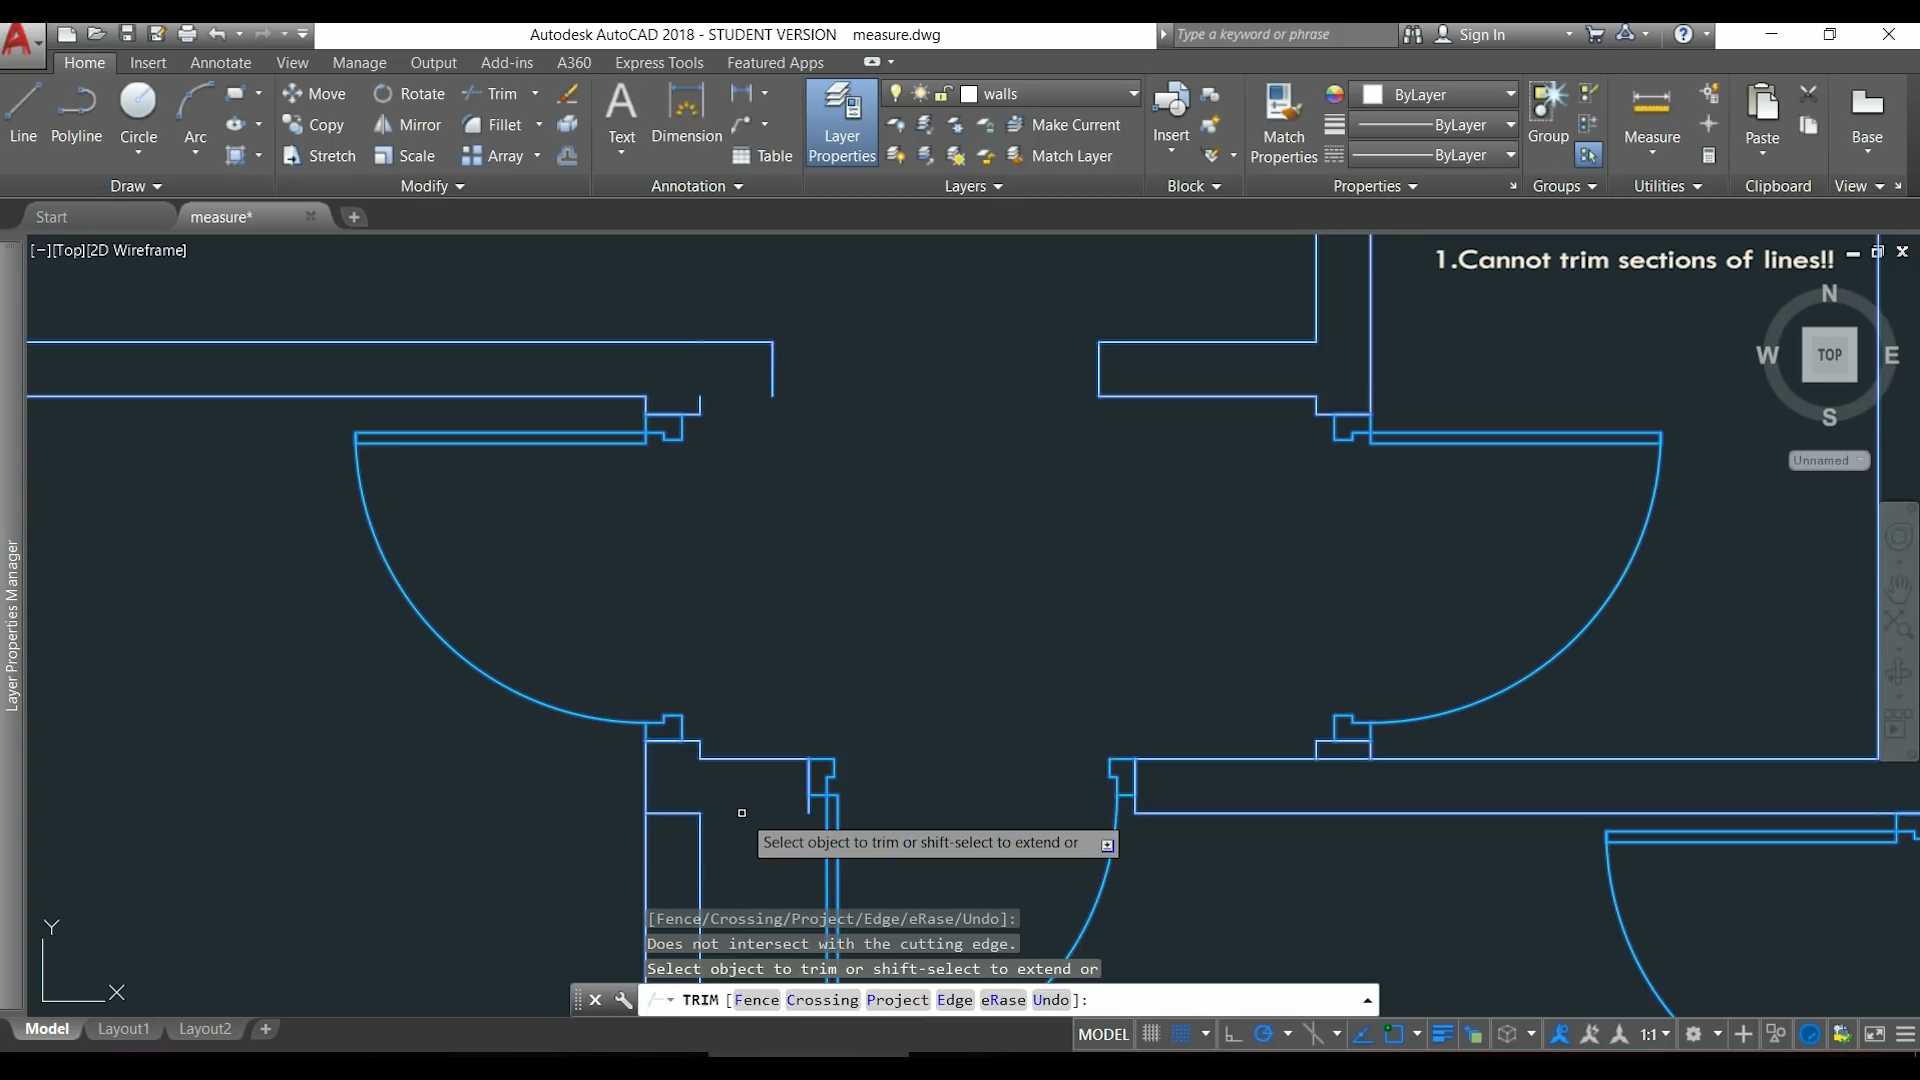 Autodesk AutoCAD 2018 - STUDENT VERSION measure.dwg
Type a keyword or phrase
Sign In
Home Insert Annotate View Manage Output Add-ins A360 Express Tools Featured Apps
Line Polyline Circle Arc
Draw
Move Rotate Trim
Copy Mirror Fillet
Stretch Scale Array
Modify
Text Dimension Table
Annotation
Layer Properties
walls
Make Current
Match Layer
Layers
Insert
Block
Match Properties
ByLayer
ByLayer
ByLayer
Properties
Group
Groups
Measure
Utilities
Paste
Clipboard
Base
View
Start measure*
[−][Top][2D Wireframe]
1.Cannot trim sections of lines!!
N
W TOP E
S
Unnamed
Layer Properties Manager
Select object to trim or shift-select to extend or
[Fence/Crossing/Project/Edge/eRase/Undo]:
Does not intersect with the cutting edge.
Select object to trim or shift-select to extend or
TRIM [Fence Crossing Project Edge eRase Undo]:
Y
X
Model Layout1 Layout2
MODEL
1:1